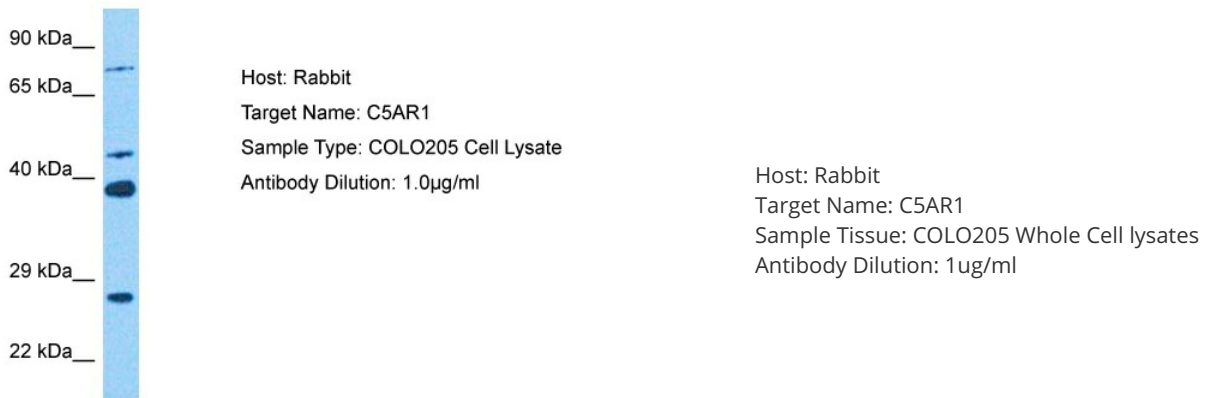 90 kDa__
65 kDa__
40 kDa__
29 kDa__
22 kDa__
Host: Rabbit
Target Name: C5AR1
Sample Type: COLO205 Cell Lysate
Antibody Dilution: 1.0µg/ml
Host: Rabbit
Target Name: C5AR1
Sample Tissue: COLO205 Whole Cell lysates
Antibody Dilution: 1ug/ml